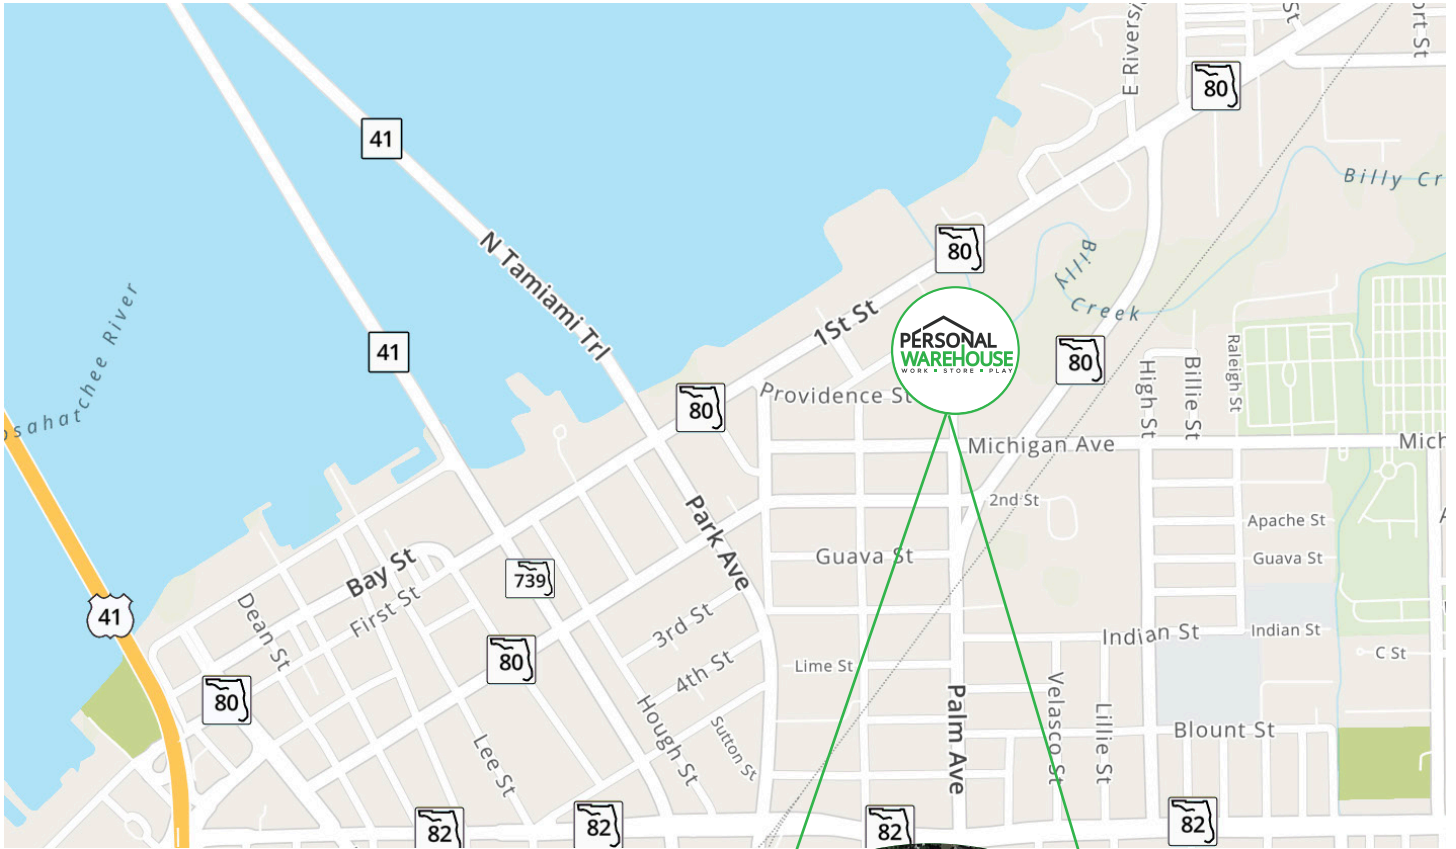 E Rivers
St
ort St
80
41
Billy Cr
80
N Tamiami Trl
Billy
Creek
osahatchee River
1St St
PERSONAL
WAREHOUSE
WORK ▪ STORE ▪ PLAY
41
80
Raleigh St
High St
Billie St
80
Providence St
Michigan Ave
Mich
2nd St
Park Ave
Apache St
Guava St
Guava St
Bay St
739
First St
41
Dean St
3rd St
Indian St
Indian St
80
C St
4th St
Lime St
80
Palm Ave
Velasco St
Lillie St
Hough St
Sutton St
Blount St
Lee St
82
82
82
82